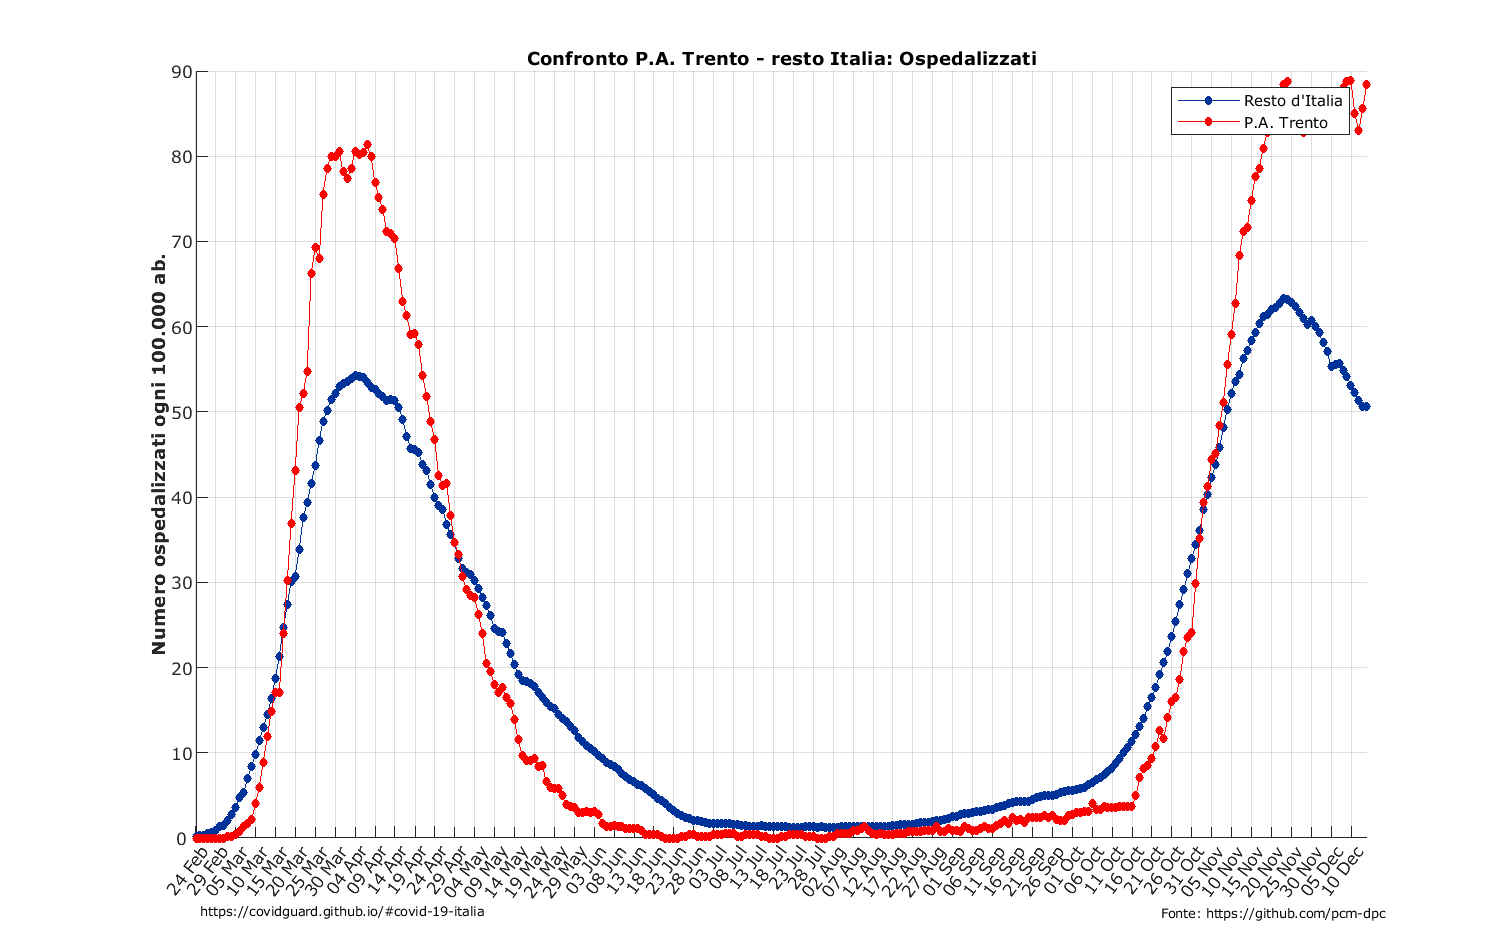 Confronto P.A. Trento - resto Italia: Ospedalizzati
Numero ospedalizzati ogni 100.000 ab.
90
80
70
60
50
40
30
20
10
0
Resto d'Italia
P.A. Trento
24 Feb
29 Feb
05 Mar
10 Mar
15 Mar
20 Mar
25 Mar
30 Mar
04 Apr
09 Apr
14 Apr
19 Apr
24 Apr
29 Apr
04 May
09 May
14 May
19 May
24 May
29 May
03 Jun
08 Jun
13 Jun
18 Jun
23 Jun
28 Jun
03 Jul
08 Jul
13 Jul
18 Jul
23 Jul
28 Jul
02 Aug
07 Aug
12 Aug
17 Aug
22 Aug
27 Aug
01 Sep
06 Sep
11 Sep
16 Sep
21 Sep
26 Sep
01 Oct
06 Oct
11 Oct
16 Oct
21 Oct
26 Oct
31 Oct
05 Nov
10 Nov
15 Nov
20 Nov
25 Nov
30 Nov
05 Dec
10 Dec
https://covidguard.github.io/#covid-19-italia
Fonte: https://github.com/pcm-dpc